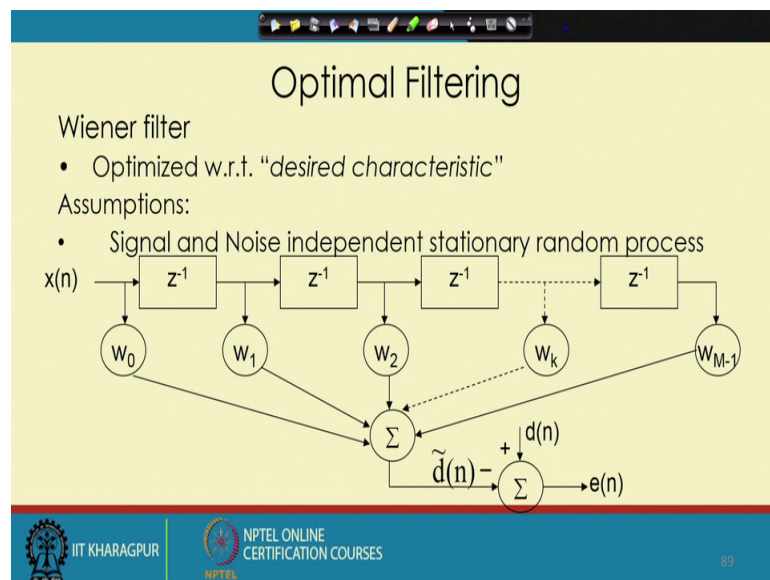 Optimal Filtering
Wiener filter
• Optimized w.r.t. “desired characteristic”
Assumptions:
• Signal and Noise independent stationary random process
x(n) z⁻¹ z⁻¹ z⁻¹ z⁻¹
w₀ w₁ w₂ wₖ w_M-1
Σ
+ d(n)
d̃(n) − Σ e(n)
IIT KHARAGPUR
NPTEL
NPTEL ONLINE
CERTIFICATION COURSES
89